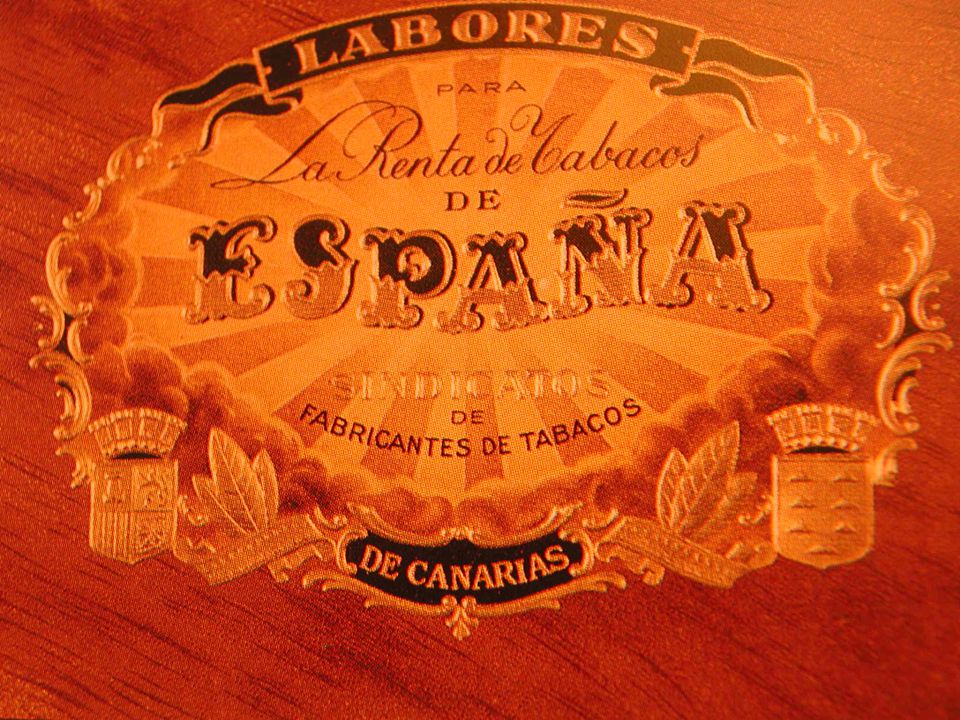 LABORES
PARA
La Renta de Tabacos
DE
ESPAÑA
SINDICATOS
DE
FABRICANTES DE TABACOS
DE CANARIAS